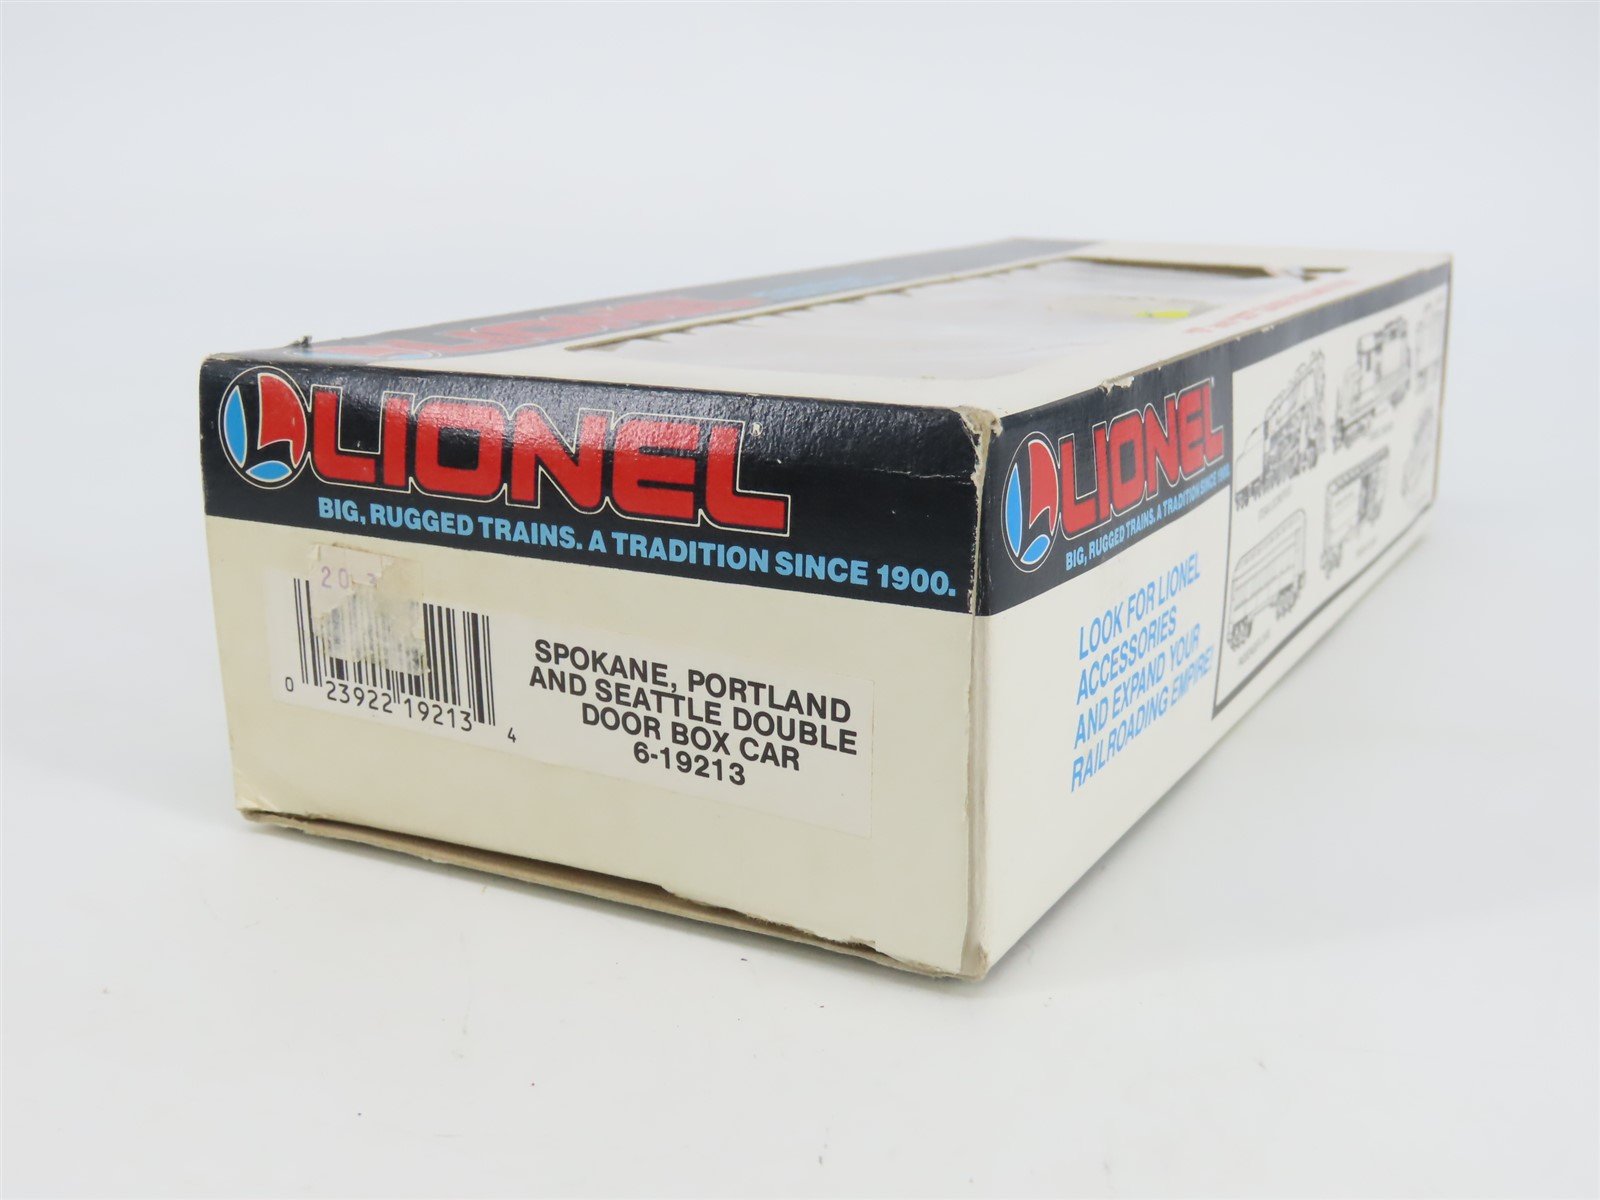 LIONEL
LIONEL
BIG, RUGGED TRAINS. A TRADITION SINCE 1900.
0 23922 19213 4
SPOKANE, PORTLAND
AND SEATTLE DOUBLE
DOOR BOX CAR
6-19213
LIONEL
BIG, RUGGED TRAINS. A TRADITION SINCE 1900.
LOOK FOR LIONEL
ACCESSORIES
AND EXPAND YOUR
RAILROADING EMPIRE!